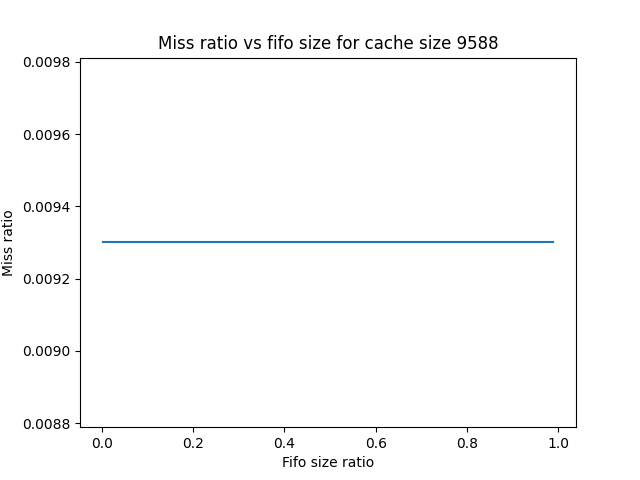 Miss ratio vs fifo size for cache size 9588
0.0098
0.0096
0.0094
0.0092
0.0090
0.0088
Miss ratio
0.0 0.2 0.4 0.6 0.8 1.0
Fifo size ratio